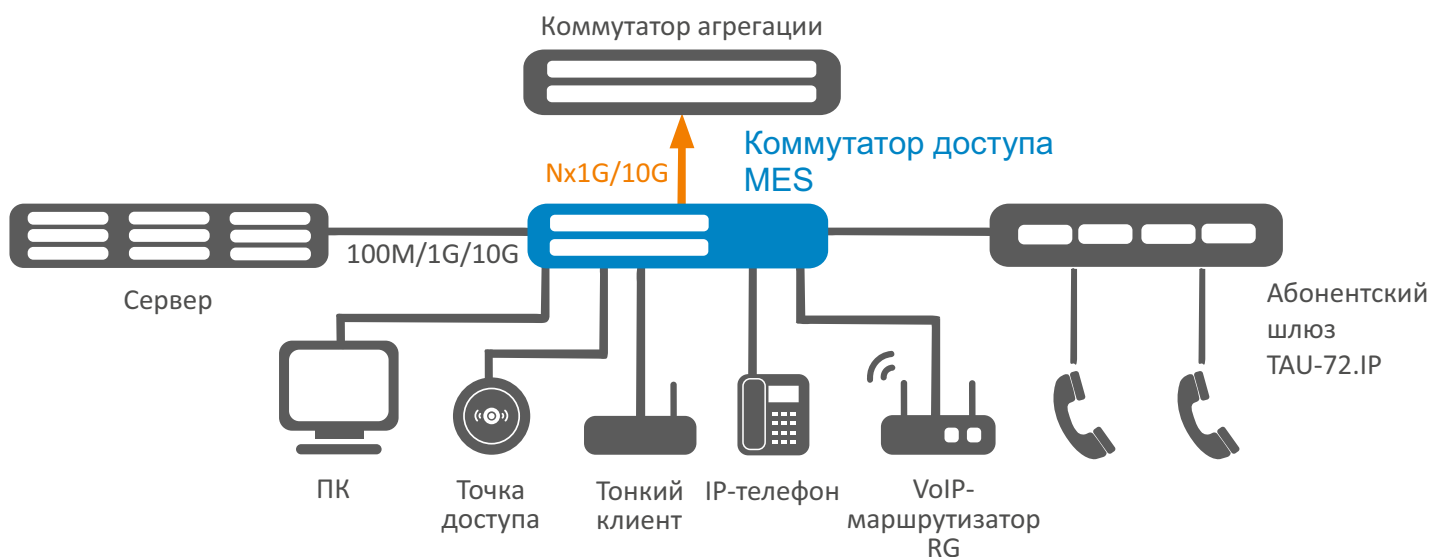 Коммутатор агрегации
Коммутатор доступа
MES
Nx1G/10G
100M/1G/10G
Сервер
Абонентский
шлюз
TAU-72.IP
ПК
Точка
доступа
Тонкий
клиент
IP-телефон
VoIP-
маршрутизатор
RG